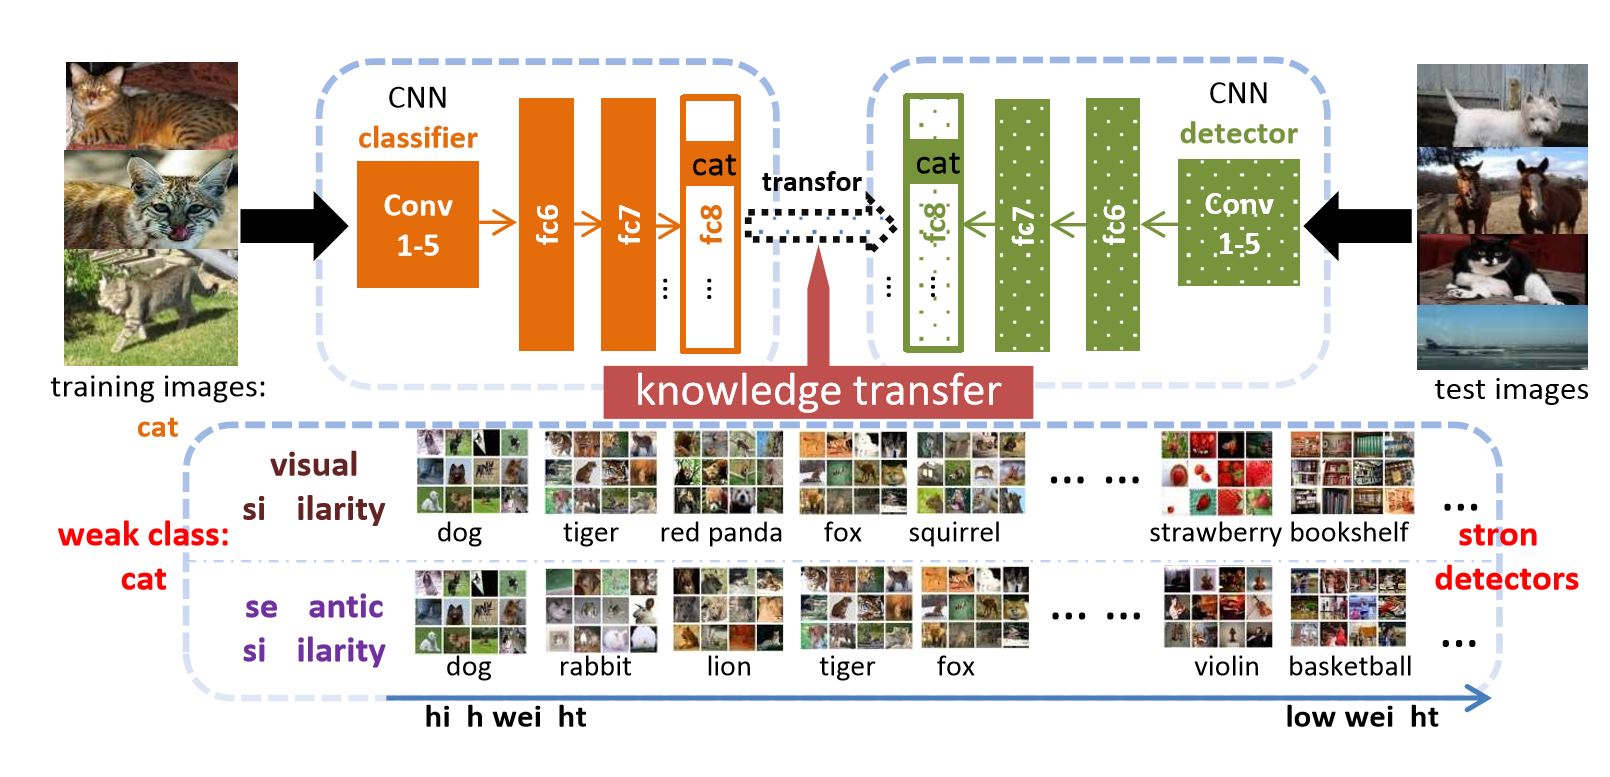 CNN
classifier
Conv
1-5
fc6
fc7
cat
fc8
...
...
transfor
CNN
detector
cat
fc8
...
...
fc7
fc6
Conv
1-5
training images:
cat
knowledge transfer
test images
visual
si ilarity
dog
tiger
red panda
fox
squirrel
... ...
strawberry
bookshelf
...
weak class:
cat
stron
detectors
se antic
si ilarity
dog
rabbit
lion
tiger
fox
... ...
violin
basketball
...
hi h wei ht
low wei ht